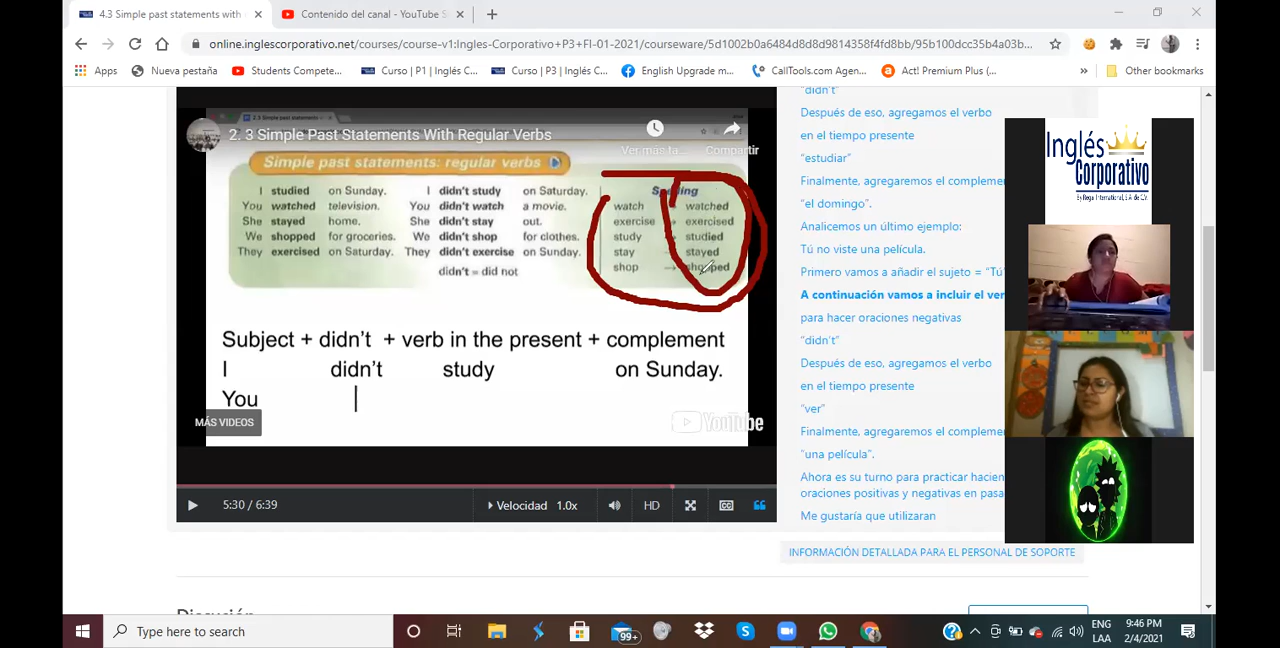 4.3 Simple past statements with
Contenido del canal - YouTube S
online.inglescorporativo.net/courses/course-v1:Ingles-Corporativo+P3+FI-01-2021/courseware/5d1002b0a6484d8d8d9814358f4fd8bb/95b100dcc35b4a03b...
Apps
Nueva pestaña
Students Compete...
Curso | P1 | Inglés C...
Curso | P3 | Inglés C...
English Upgrade m...
CallTools.com Agen...
Act! Premium Plus (...
»
Other bookmarks
2. 3 Simple Past Statements With Regular Verbs
Ver más ta...
Compartir
Simple past statements: regular verbs
I studied on Sunday. I didn't study on Saturday.
You watched television. You didn't watch a movie.
She stayed home. She didn't stay out.
We shopped for groceries. We didn't shop for clothes.
They exercised on Saturday. They didn't exercise on Sunday.
didn't = did not
Spelling
watch watched
exercise → exercised
study studied
stay → stayed
shop → shopped
Subject + didn't + verb in the present + complement
I didn't study on Sunday.
You
MÁS VIDEOS
YouTube
5:30 / 6:39
Velocidad 1.0x
HD
"didn't"
Después de eso, agregamos el verbo
en el tiempo presente
"estudiar"
Finalmente, agregaremos el complemen
"el domingo".
Analicemos un último ejemplo:
Tú no viste una película.
Primero vamos a añadir el sujeto = "Tú"
A continuación vamos a incluir el ver
para hacer oraciones negativas
"didn't"
Después de eso, agregamos el verbo
en el tiempo presente
"ver"
Finalmente, agregaremos el complemen
"una película".
Ahora es su turno para practicar hacien
oraciones positivas y negativas en pasa
Me gustaría que utilizaran
INFORMACIÓN DETALLADA PARA EL PERSONAL DE SOPORTE
Inglés
Corporativo
by Rega International, S.A. de C.V.
Discusión
Type here to search
99+
ENG
LAA
9:46 PM
2/4/2021